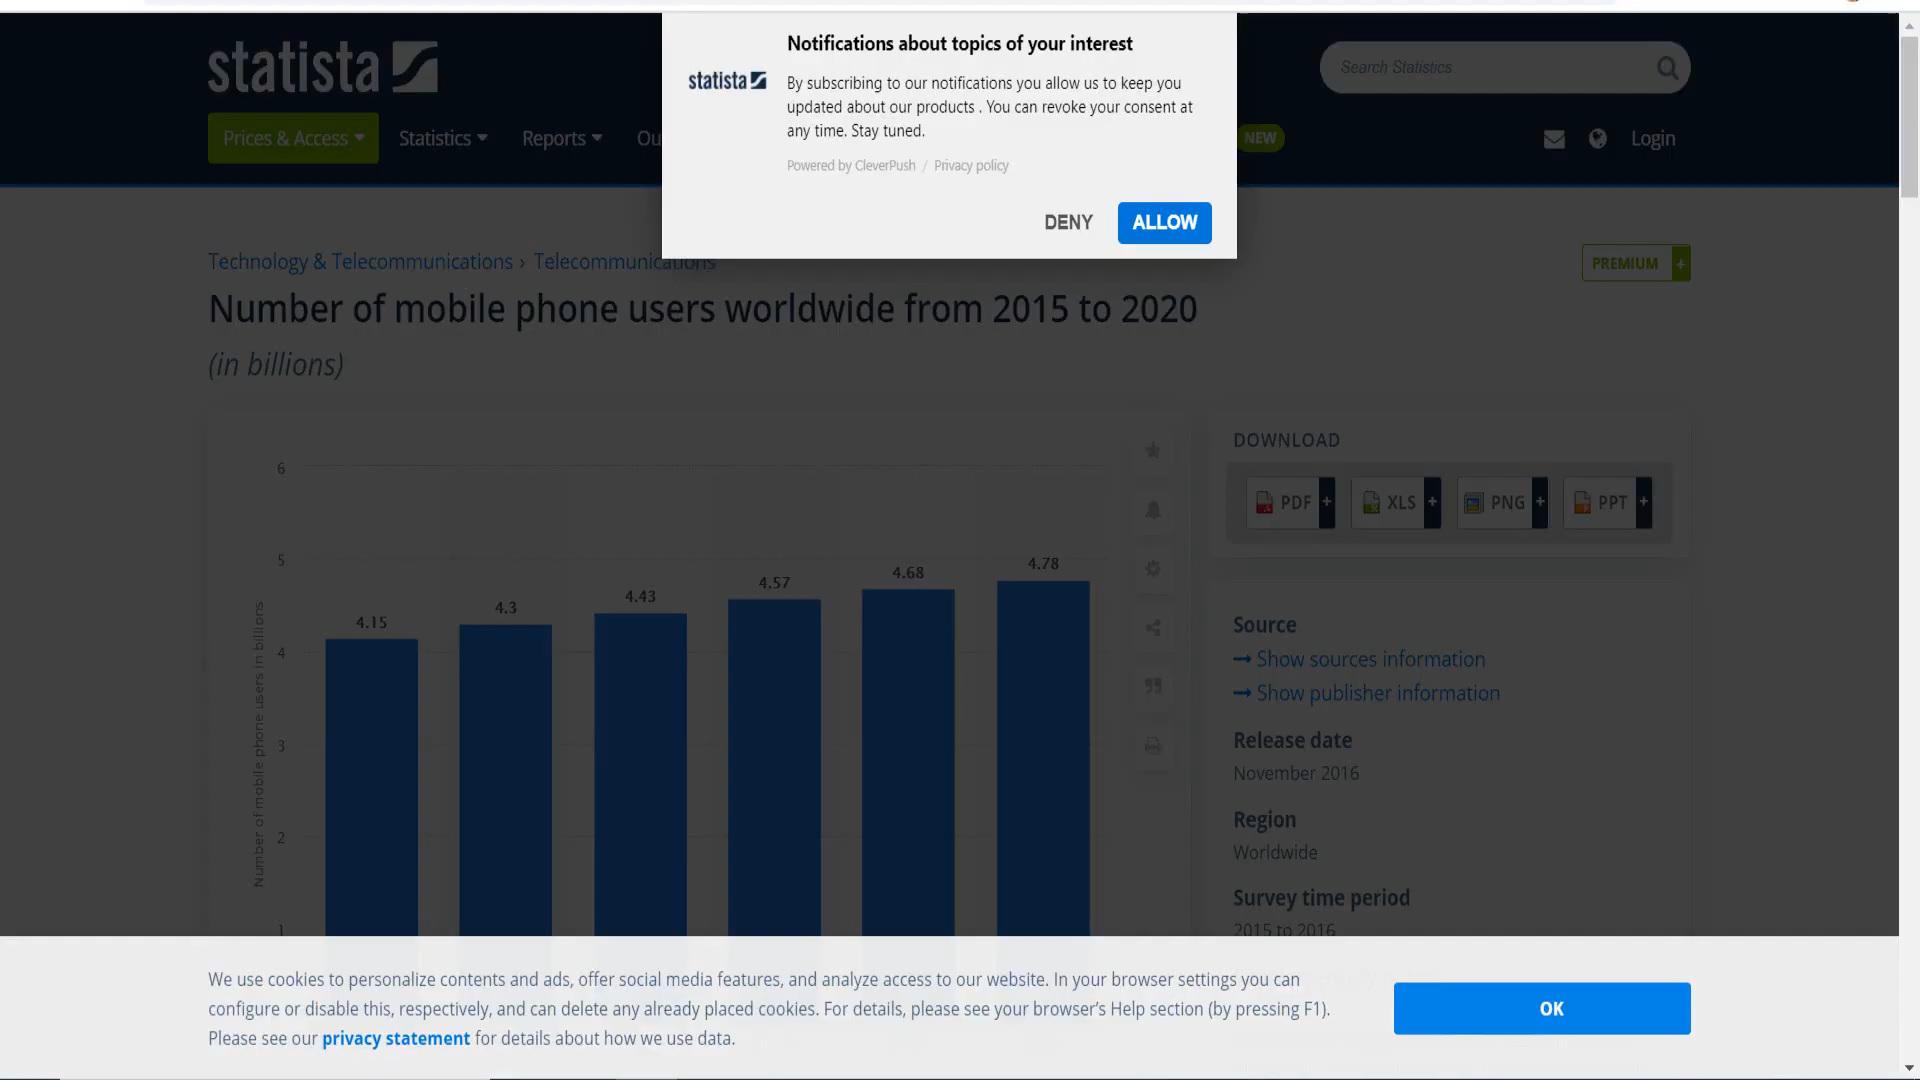 Notifications about topics of your interest
statista
By subscribing to our notifications you allow us to keep you
updated about our products . You can revoke your consent at
any time. Stay tuned.
Powered by CleverPush / Privacy policy
DENY ALLOW
statista
Search Statistics
Prices & Access Statistics Reports Ou NEW Login
Technology & Telecommunications › Telecommunications
PREMIUM +
Number of mobile phone users worldwide from 2015 to 2020
(in billions)
DOWNLOAD
PDF + XLS + PNG + PPT +
Number of mobile phone users in billions
6
5
4
3
2
1
4.15
4.3
4.43
4.57
4.68
4.78
Source
Show sources information
Show publisher information
Release date
November 2016
Region
Worldwide
Survey time period
2015 to 2016
We use cookies to personalize contents and ads, offer social media features, and analyze access to our website. In your browser settings you can
configure or disable this, respectively, and can delete any already placed cookies. For details, please see your browser’s Help section (by pressing F1).
Please see our privacy statement for details about how we use data.
OK